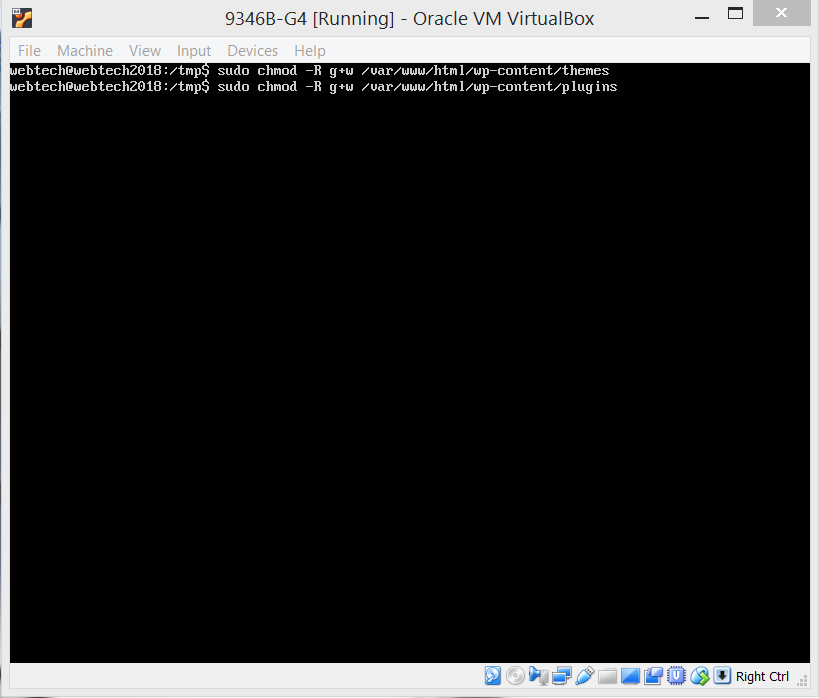 9346B-G4 [Running] - Oracle VM VirtualBox
File Machine View Input Devices Help
webtech@webtech2018:/tmp$ sudo chmod -R g+w /var/www/html/wp-content/themes
webtech@webtech2018:/tmp$ sudo chmod -R g+w /var/www/html/wp-content/plugins
Right Ctrl